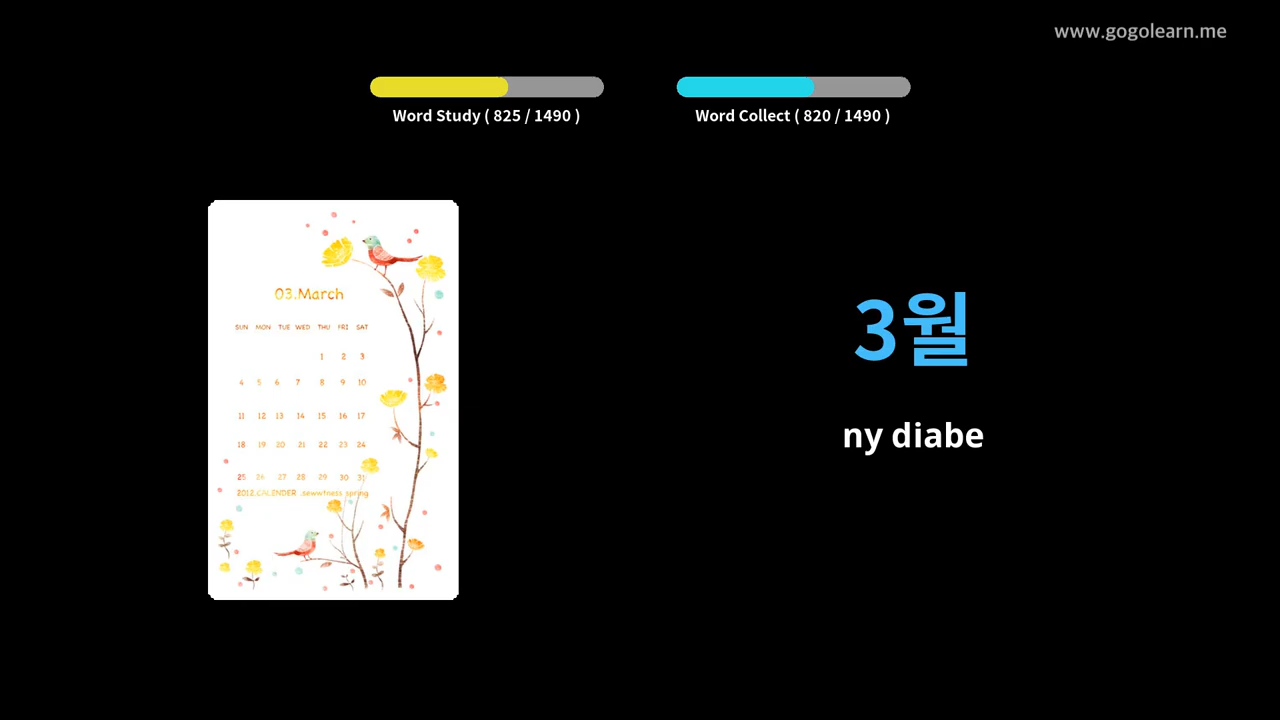 www.gogolearn.me
Word Study ( 825 / 1490 )
Word Collect ( 820 / 1490 )
03.March
SUN MON TUE WED THU FRI SAT
1 2 3
4 5 6 7 8 9 10
11 12 13 14 15 16 17
18 19 20 21 22 23 24
25 26 27 28 29 30 31
2012.CALENDER .sewwtness spring
3월
ny diabe